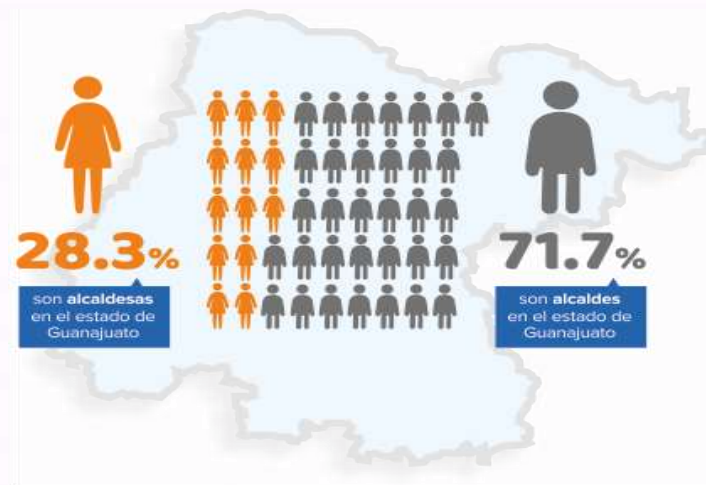 28.3%
son alcaldesas
en el estado de
Guanajuato
71.7%
son alcaldes
en el estado de
Guanajuato